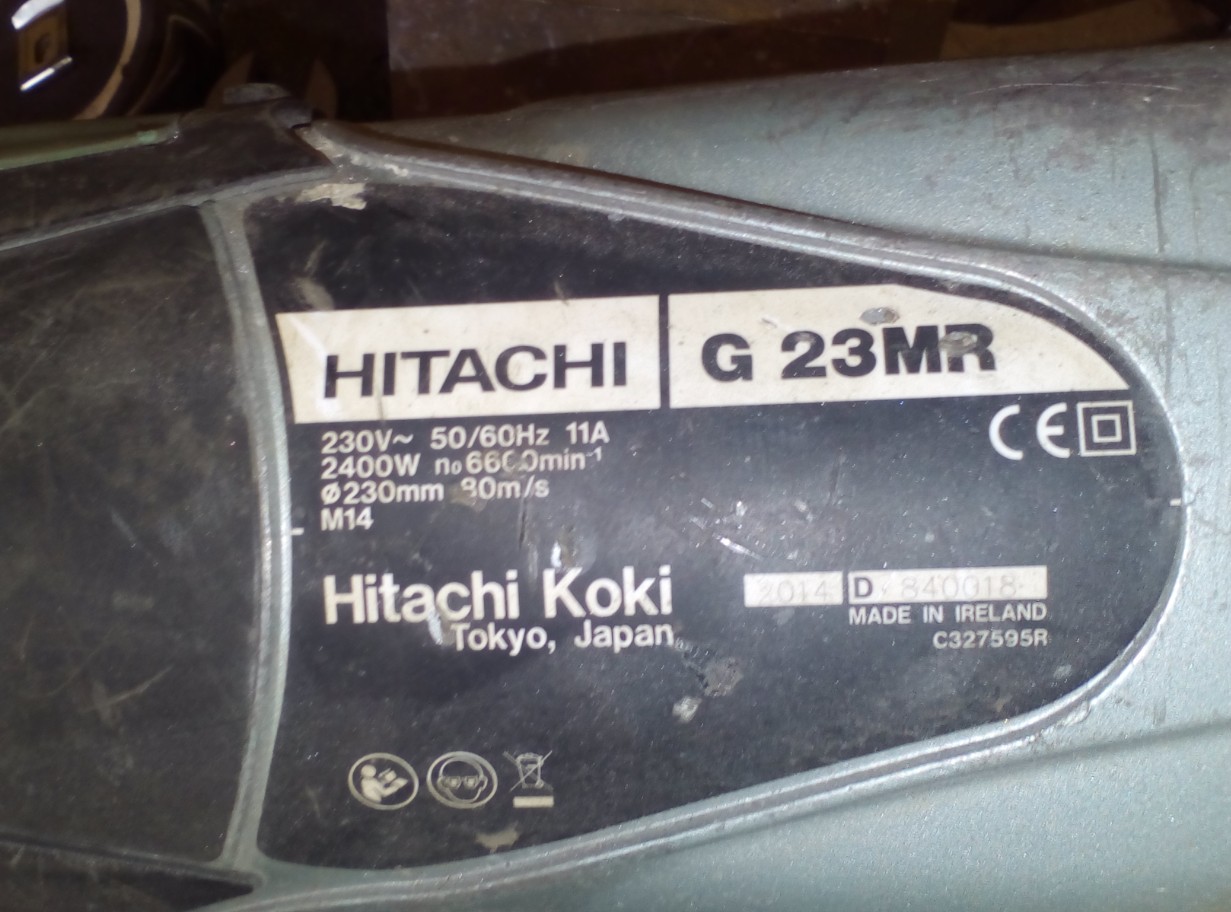 HITACHI G 23MR
230V~ 50/60Hz 11A
2400W n₀ 6600min⁻¹
ø230mm 80m/s
M14
CE
Hitachi Koki
Tokyo, Japan
2014 D 840018
MADE IN IRELAND
C327595R